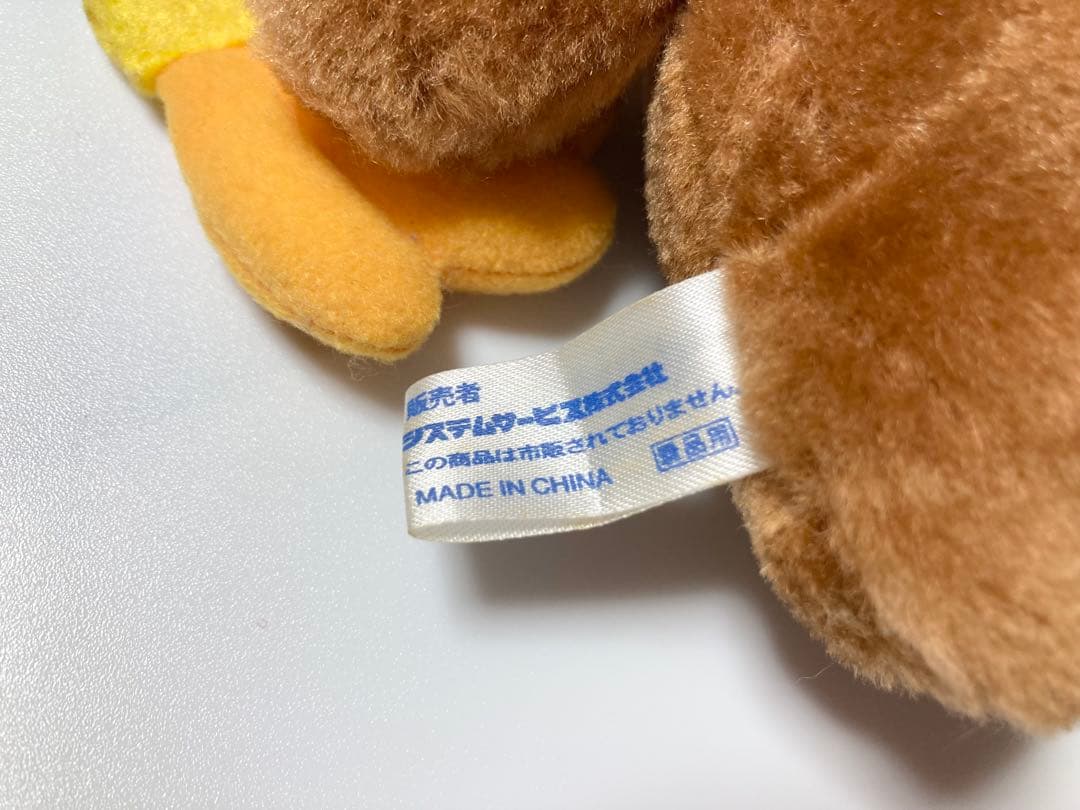 販売者
システムサービス株式会社
この商品は市販されておりません。
景品用
MADE IN CHINA